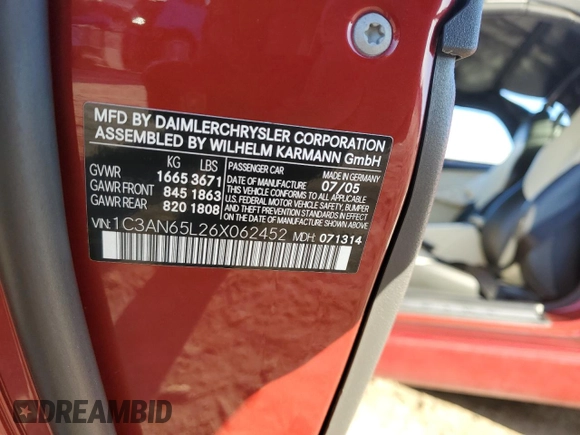 MFD BY DAIMLERCHRYSLER CORPORATION
ASSEMBLED BY WILHELM KARMANN GmbH
KG LBS
GVWR 1665 3671
GAWR FRONT 845 1863
GAWR REAR 820 1808
PASSENGER CAR MADE IN GERMANY
DATE OF MANUFACTURE 07/05
THIS VEHICLE CONFORMS TO ALL APPLICABLE
U.S. FEDERAL MOTOR VEHICLE SAFETY, BUMPER
AND THEFT PREVENTION STANDARDS IN EFFECT
ON THE DATE OF MANUFACTURE SHOWN ABOVE
VIN: 1C3AN65L26X062452 MDH: 071314
DREAMBID